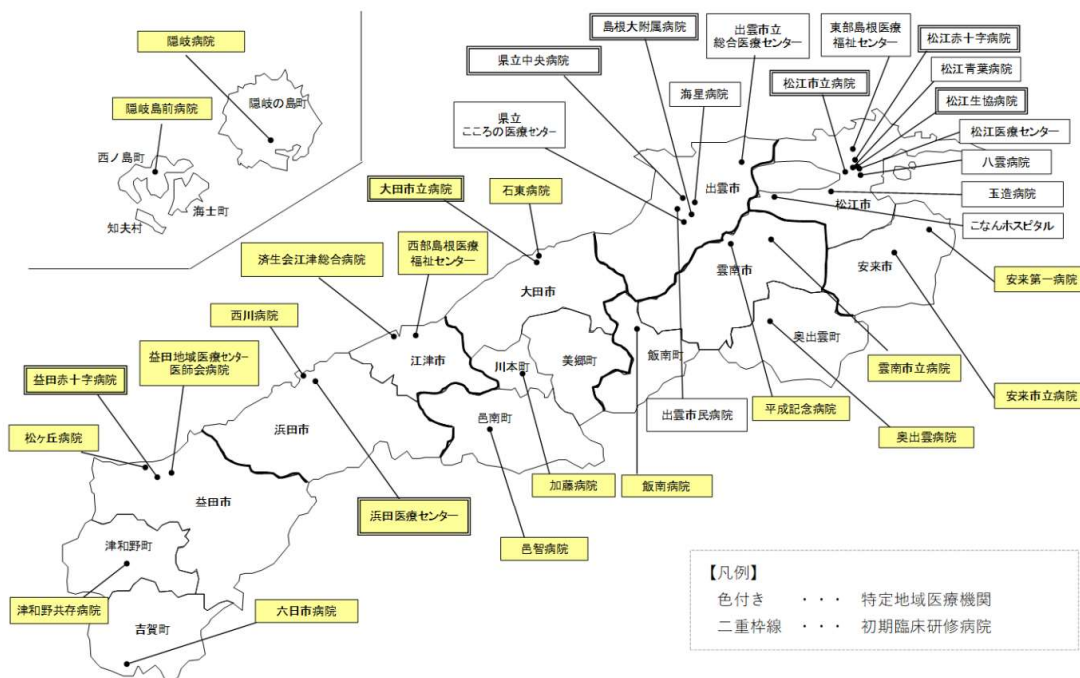 隠岐病院
隠岐島前病院
隠岐の島町
西ノ島町
海士町
知夫村
県立中央病院
島根大附属病院
出雲市立
総合医療センター
東部島根医療
福祉センター
松江赤十字病院
松江青葉病院
松江市立病院
松江生協病院
海星病院
県立
こころの医療センター
松江医療センター
八雲病院
玉造病院
こなんホスピタル
出雲市
松江市
大田市立病院
石東病院
済生会江津総合病院
西部島根医療
福祉センター
雲南市
安来市
安来第一病院
大田市
西川病院
江津市
川本町
美郷町
飯南町
奥出雲町
益田地域医療センター
医師会病院
益田赤十字病院
雲南市立病院
安来市立病院
出雲市民病院
平成記念病院
奥出雲病院
浜田市
邑南町
松ヶ丘病院
加藤病院
飯南病院
益田市
浜田医療センター
邑智病院
津和野町
津和野共存病院
六日市病院
吉賀町
【凡例】
色付き ・・・ 特定地域医療機関
二重枠線 ・・・ 初期臨床研修病院